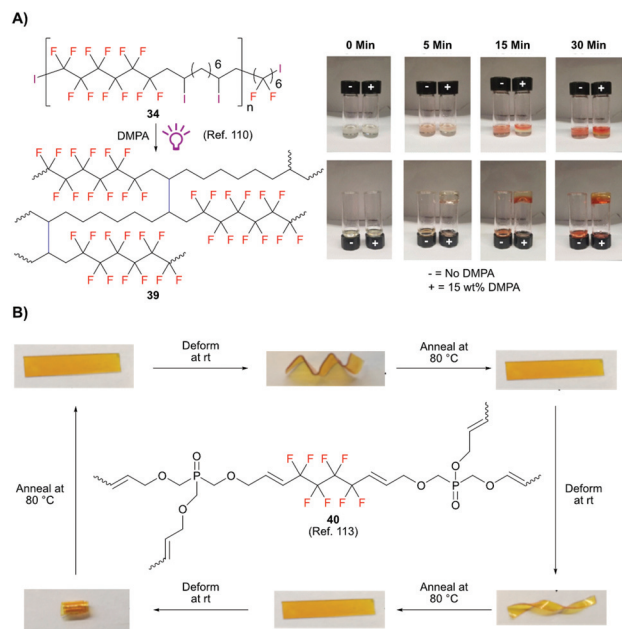 A)
F F F F F F
I
6
I
F F F F F F
I I
n
F F
6
34
DMPA
(Ref. 110)
F F F F F F
F F F F F F
F F F F F F
F F F F F F
F F F F F F
F F F F F F
39
0 Min 5 Min 15 Min 30 Min
- + - + - + - +
- + - + - + - +
- = No DMPA
+ = 15 wt% DMPA
B)
Deform
at rt
Anneal at
80 °C
Anneal at
80 °C
O
P
O
O
O
F F F F
F F F F
O
O
P
O
O
40
(Ref. 113)
Deform
at rt
Deform
at rt
Anneal at
80 °C